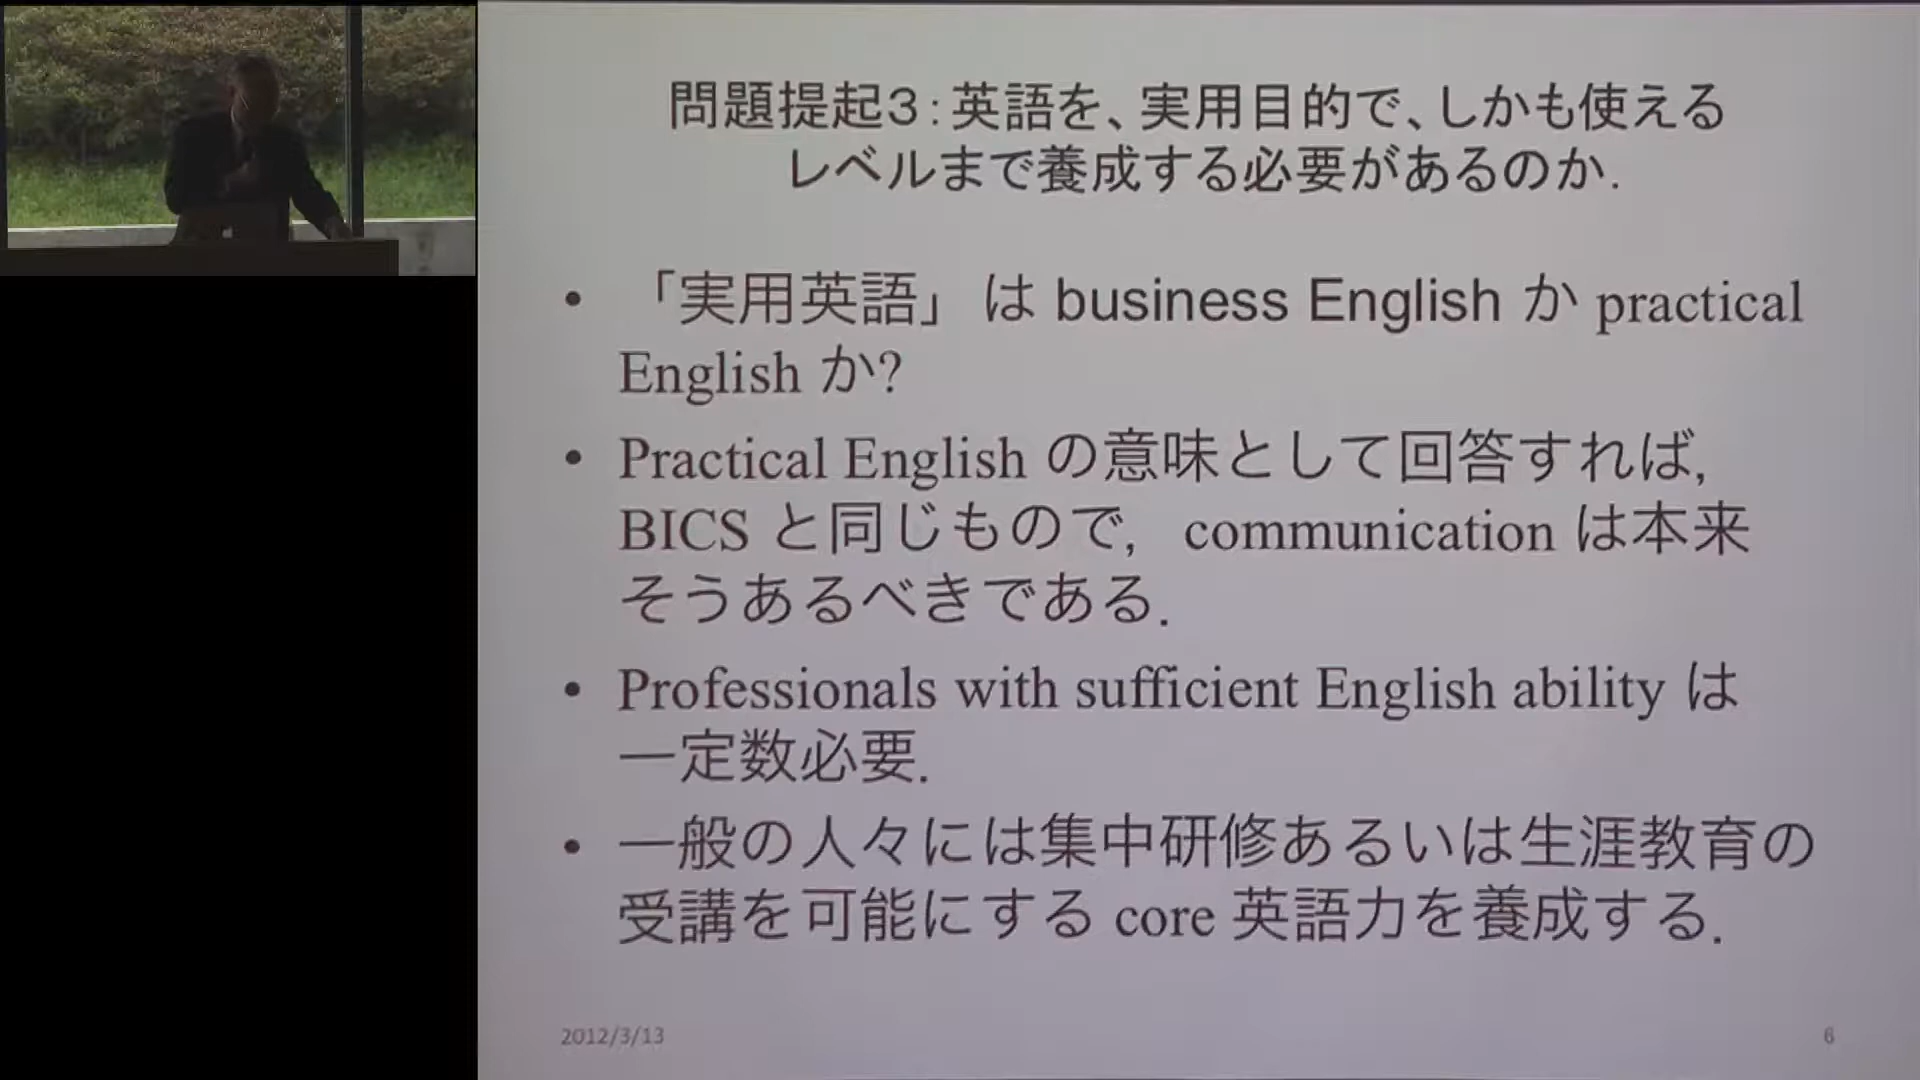 問題提起３：英語を、実用目的で、しかも使える
レベルまで養成する必要があるのか.
• 「実用英語」 は business English か practical
English か?
• Practical English の意味として回答すれば,
BICS と同じもので, communication は本来
そうあるべきである.
• Professionals with sufficient English ability は
一定数必要.
• 一般の人々には集中研修あるいは生涯教育の
受講を可能にする core 英語力を養成する.
2012/3/13
6